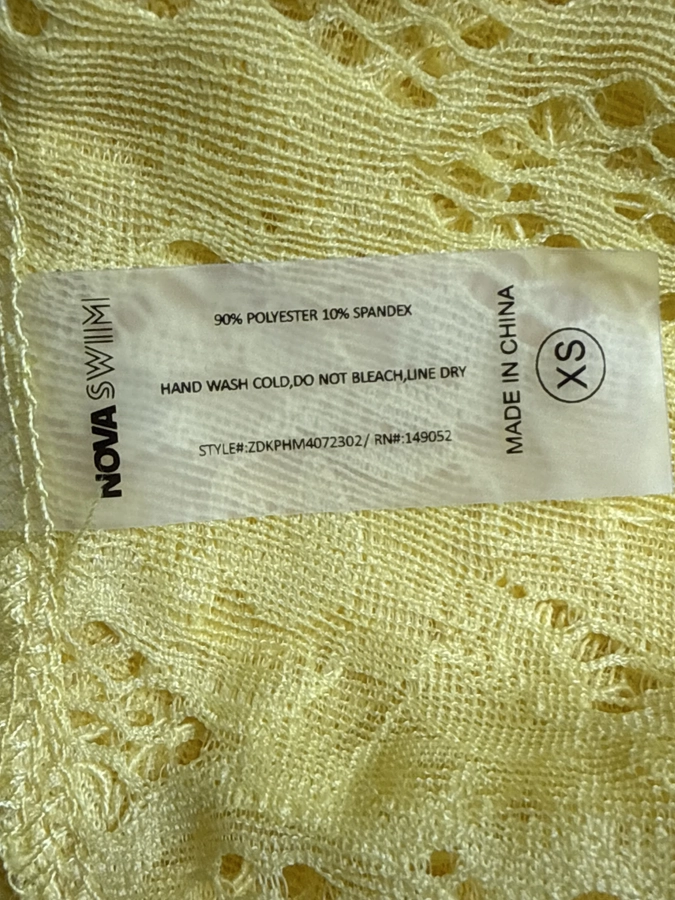 NOVA SWIM
90% POLYESTER 10% SPANDEX
HAND WASH COLD,DO NOT BLEACH,LINE DRY
STYLE#:ZDKPHM4072302/ RN#:149052
MADE IN CHINA
XS